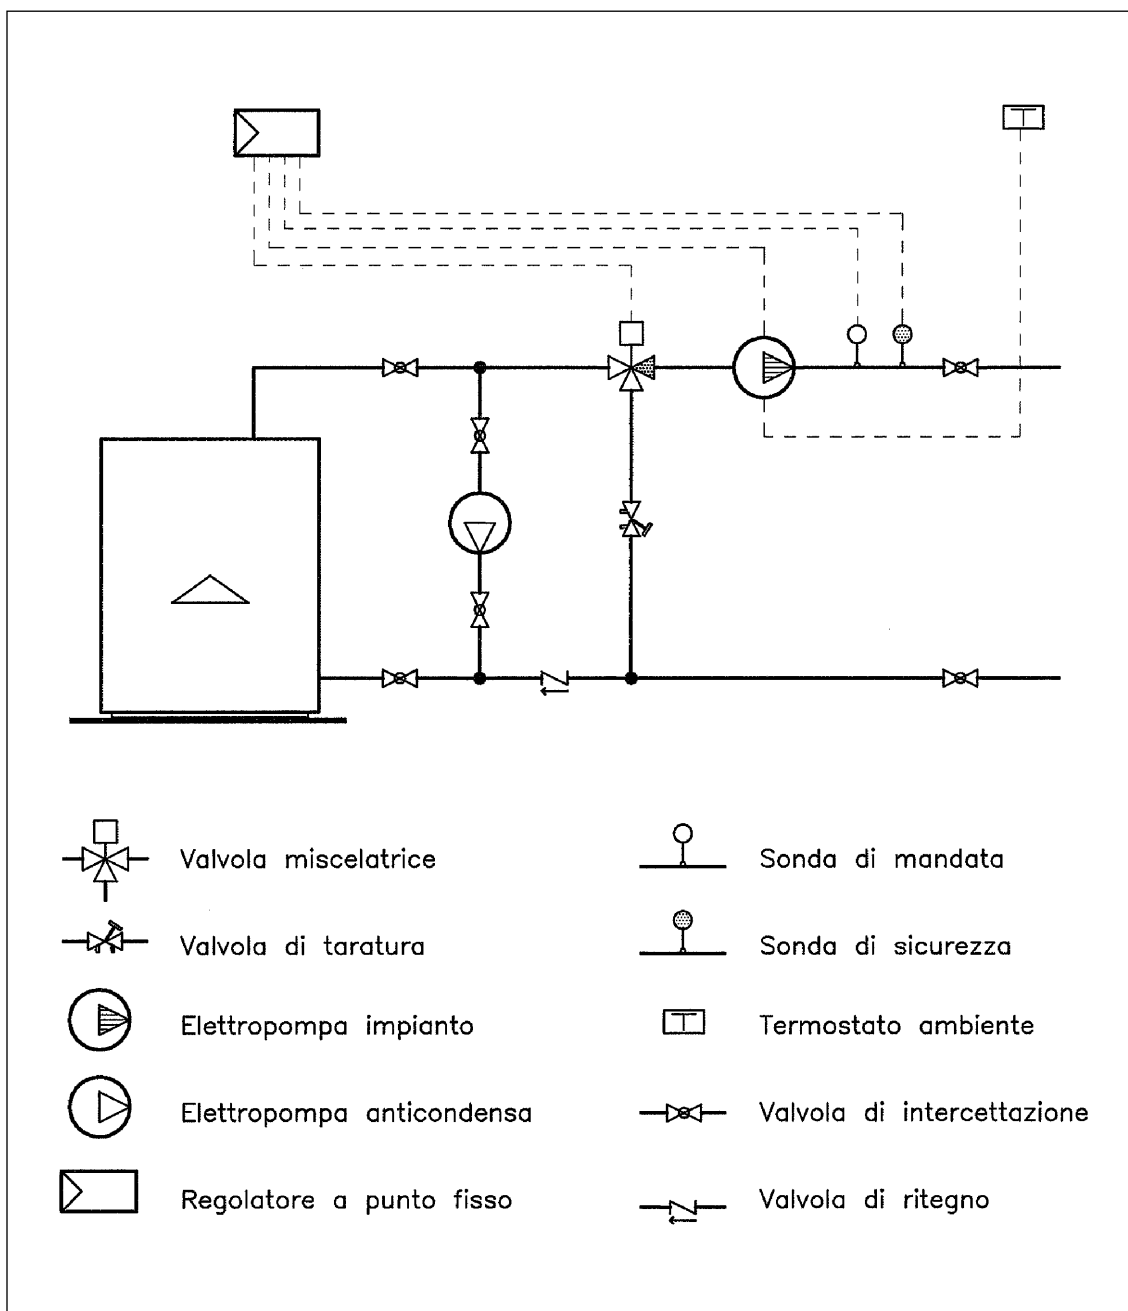 T
Valvola miscelatrice
Sonda di mandata
Valvola di taratura
Sonda di sicurezza
Elettropompa impianto
T
Termostato ambiente
Elettropompa anticondensa
Valvola di intercettazione
Regolatore a punto fisso
Valvola di ritegno